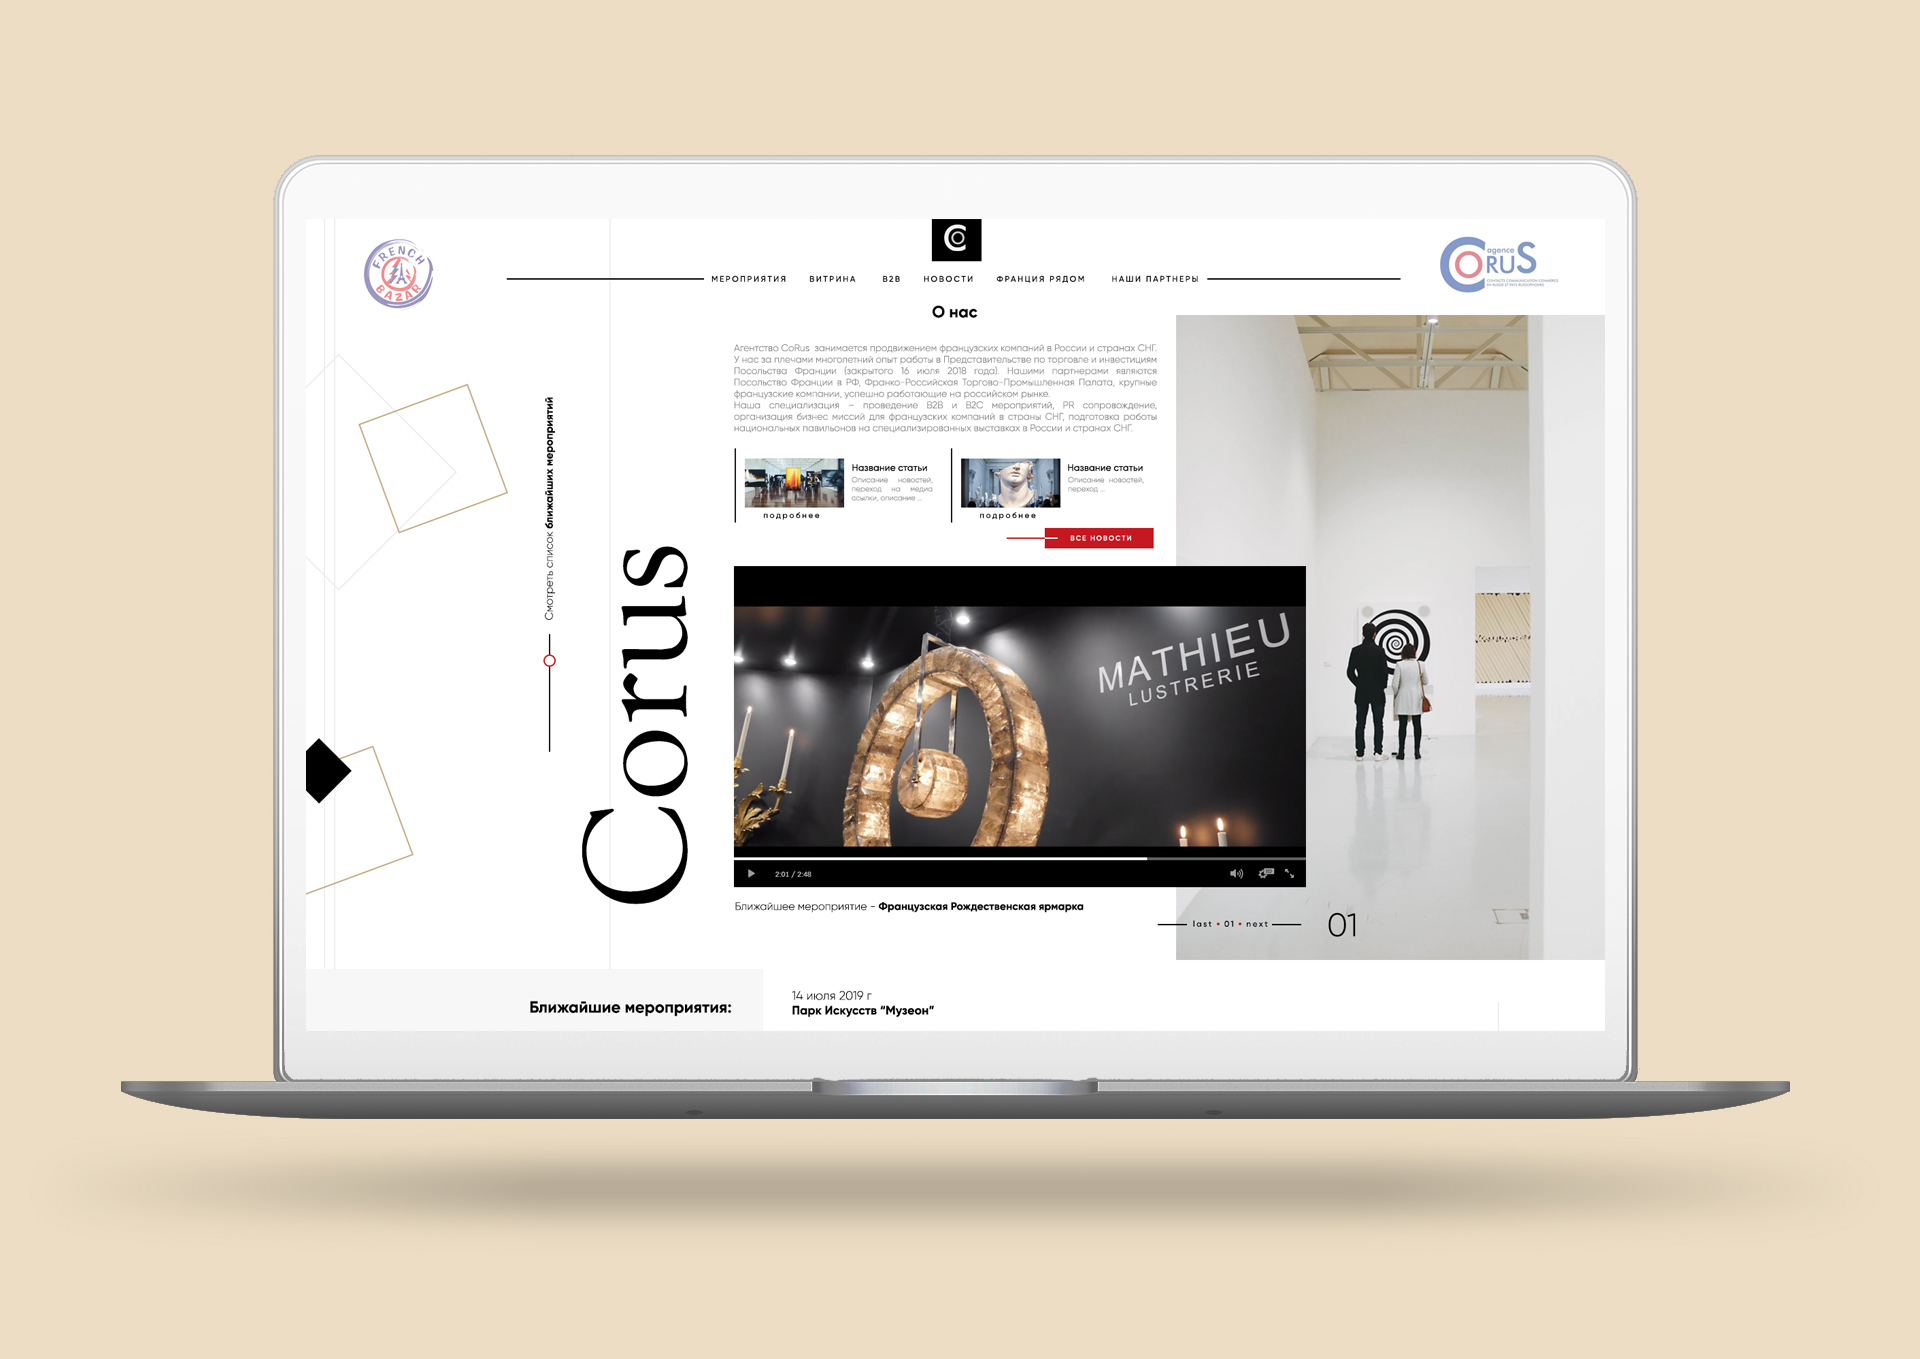 FRENCH
BAZAR
CO
agence
CORUS
CONTACTS COMMUNICATION COMMERCE
EN RUSSIE ET PAYS RUSSOPHONES
МЕРОПРИЯТИЯ ВИТРИНА B2B НОВОСТИ ФРАНЦИЯ РЯДОМ НАШИ ПАРТНЕРЫ
О нас
Агентство CoRus занимается продвижением французских компаний в России и странах СНГ.
У нас за плечами многолетний опыт работы в Представительстве по торговле и инвестициям
Посольства Франции (закрытого 16 июля 2018 года). Нашими партнерами являются
Посольство Франции в РФ, Франко-Российская Торгово-Промышленная Палата, крупные
французские компании, успешно работающие на российском рынке.
Наша специализация – проведение B2B и B2C мероприятий, PR сопровождение,
организация бизнес миссий для французских компаний в страны СНГ, подготовка работы
национальных павильонов на специализированных выставках в России и странах СНГ.
Название статьи
Описание новостей,
переход на медиа
ссылки, описание ...
подробнее
Название статьи
Описание новостей,
переход ...
подробнее
ВСЕ НОВОСТИ
Смотреть список ближайших мероприятий
Corus
MATHIEU
LUSTRERIE
2:01 / 2:48
Ближайшее мероприятие - Французская Рождественская ярмарка
last • 01 • next
01
Ближайшие мероприятия:
14 июля 2019 г
Парк Искусств “Музеон”